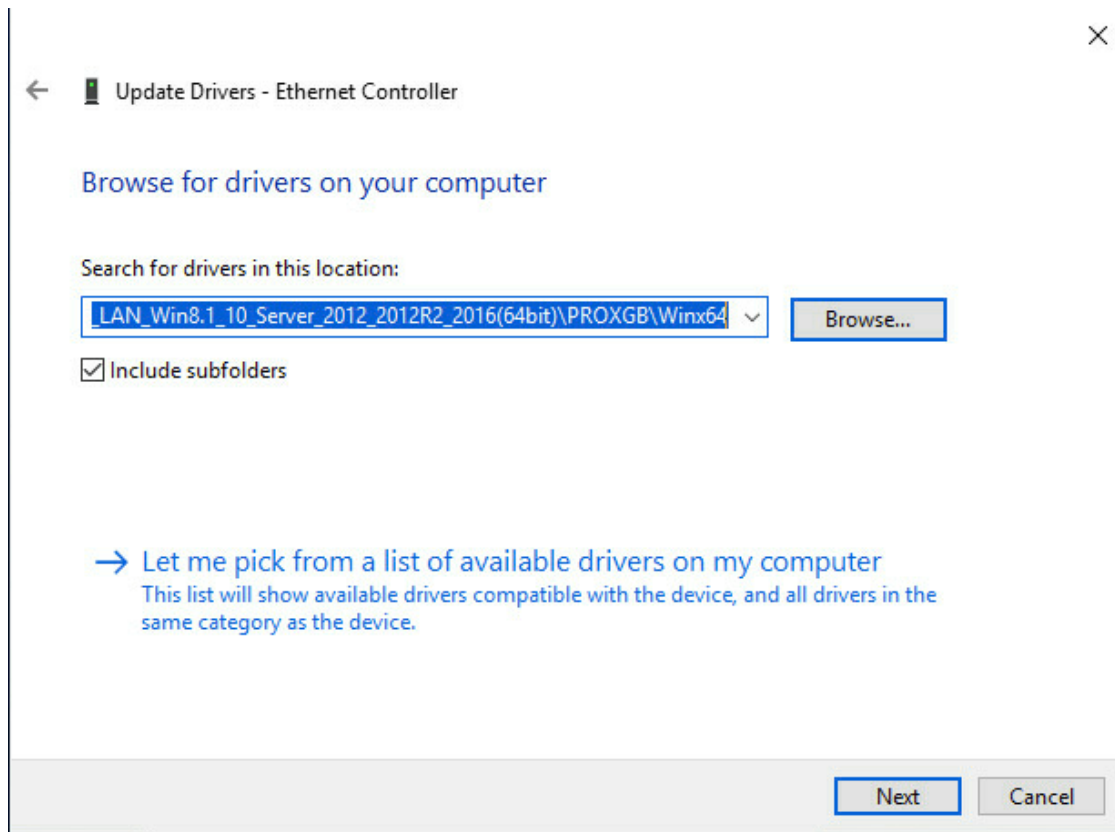 Update Drivers - Ethernet Controller
Browse for drivers on your computer
Search for drivers in this location:
_LAN_Win8.1_10_Server_2012_2012R2_2016(64bit)\PROXGB\Winx64
Browse...
Include subfolders
Let me pick from a list of available drivers on my computer
This list will show available drivers compatible with the device, and all drivers in the
same category as the device.
Next
Cancel